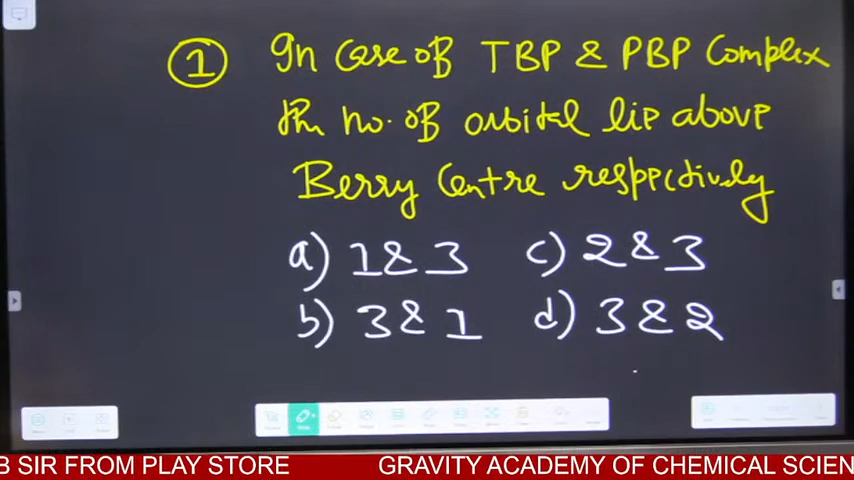 1 In case of TBP & PBP Complex
the no. of orbital lie above
Berry Centre respectively
a) 1 & 3 c) 2 & 3
b) 3 & 1 d) 3 & 2
B SIR FROM PLAY STORE GRAVITY ACADEMY OF CHEMICAL SCIEN